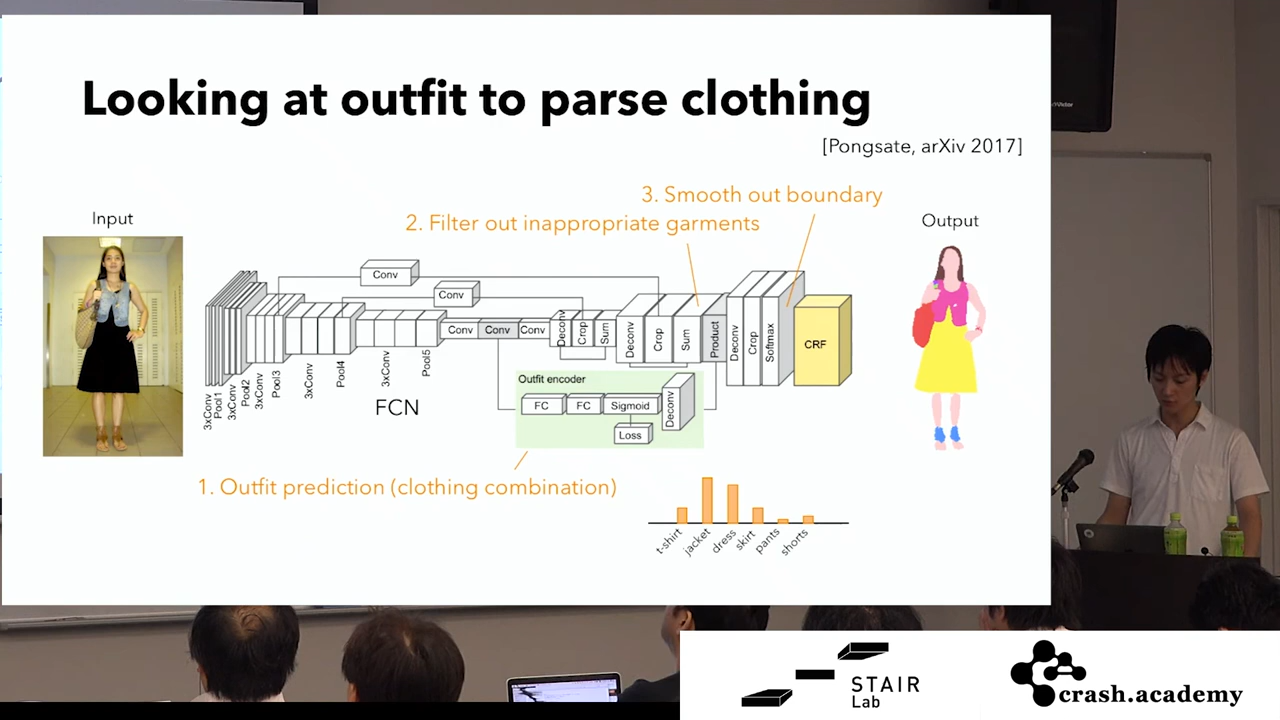 Looking at outfit to parse clothing
[Pongsate, arXiv 2017]
3. Smooth out boundary
2. Filter out inappropriate garments
Input
Output
Conv
Conv
Conv
Conv
Conv
Deconv
Crop
Sum
Deconv
Crop
Sum
Product
Deconv
Crop
Softmax
CRF
3xConv
Pool1
3xConv
Pool2
3xConv
Pool3
3xConv
Pool4
3xConv
Pool5
FCN
Outfit encoder
FC
FC
Sigmoid
Deconv
Loss
1. Outfit prediction (clothing combination)
t-shirt
jacket
dress
skirt
pants
shorts
STAIR
Lab
crash.academy